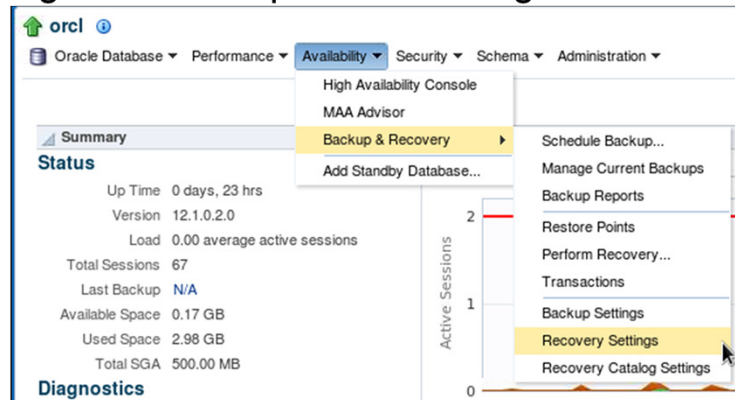 orcl
Oracle Database Performance Availability Security Schema Administration
High Availability Console
MAA Advisor
Backup & Recovery
Add Standby Database...
Schedule Backup...
Manage Current Backups
Backup Reports
Restore Points
Perform Recovery...
Transactions
Backup Settings
Recovery Settings
Recovery Catalog Settings
Summary
Status
Up Time 0 days, 23 hrs
Version 12.1.0.2.0
Load 0.00 average active sessions
Total Sessions 67
Last Backup N/A
Available Space 0.17 GB
Used Space 2.98 GB
Total SGA 500.00 MB
Diagnostics
Active Sessions
2
1
0